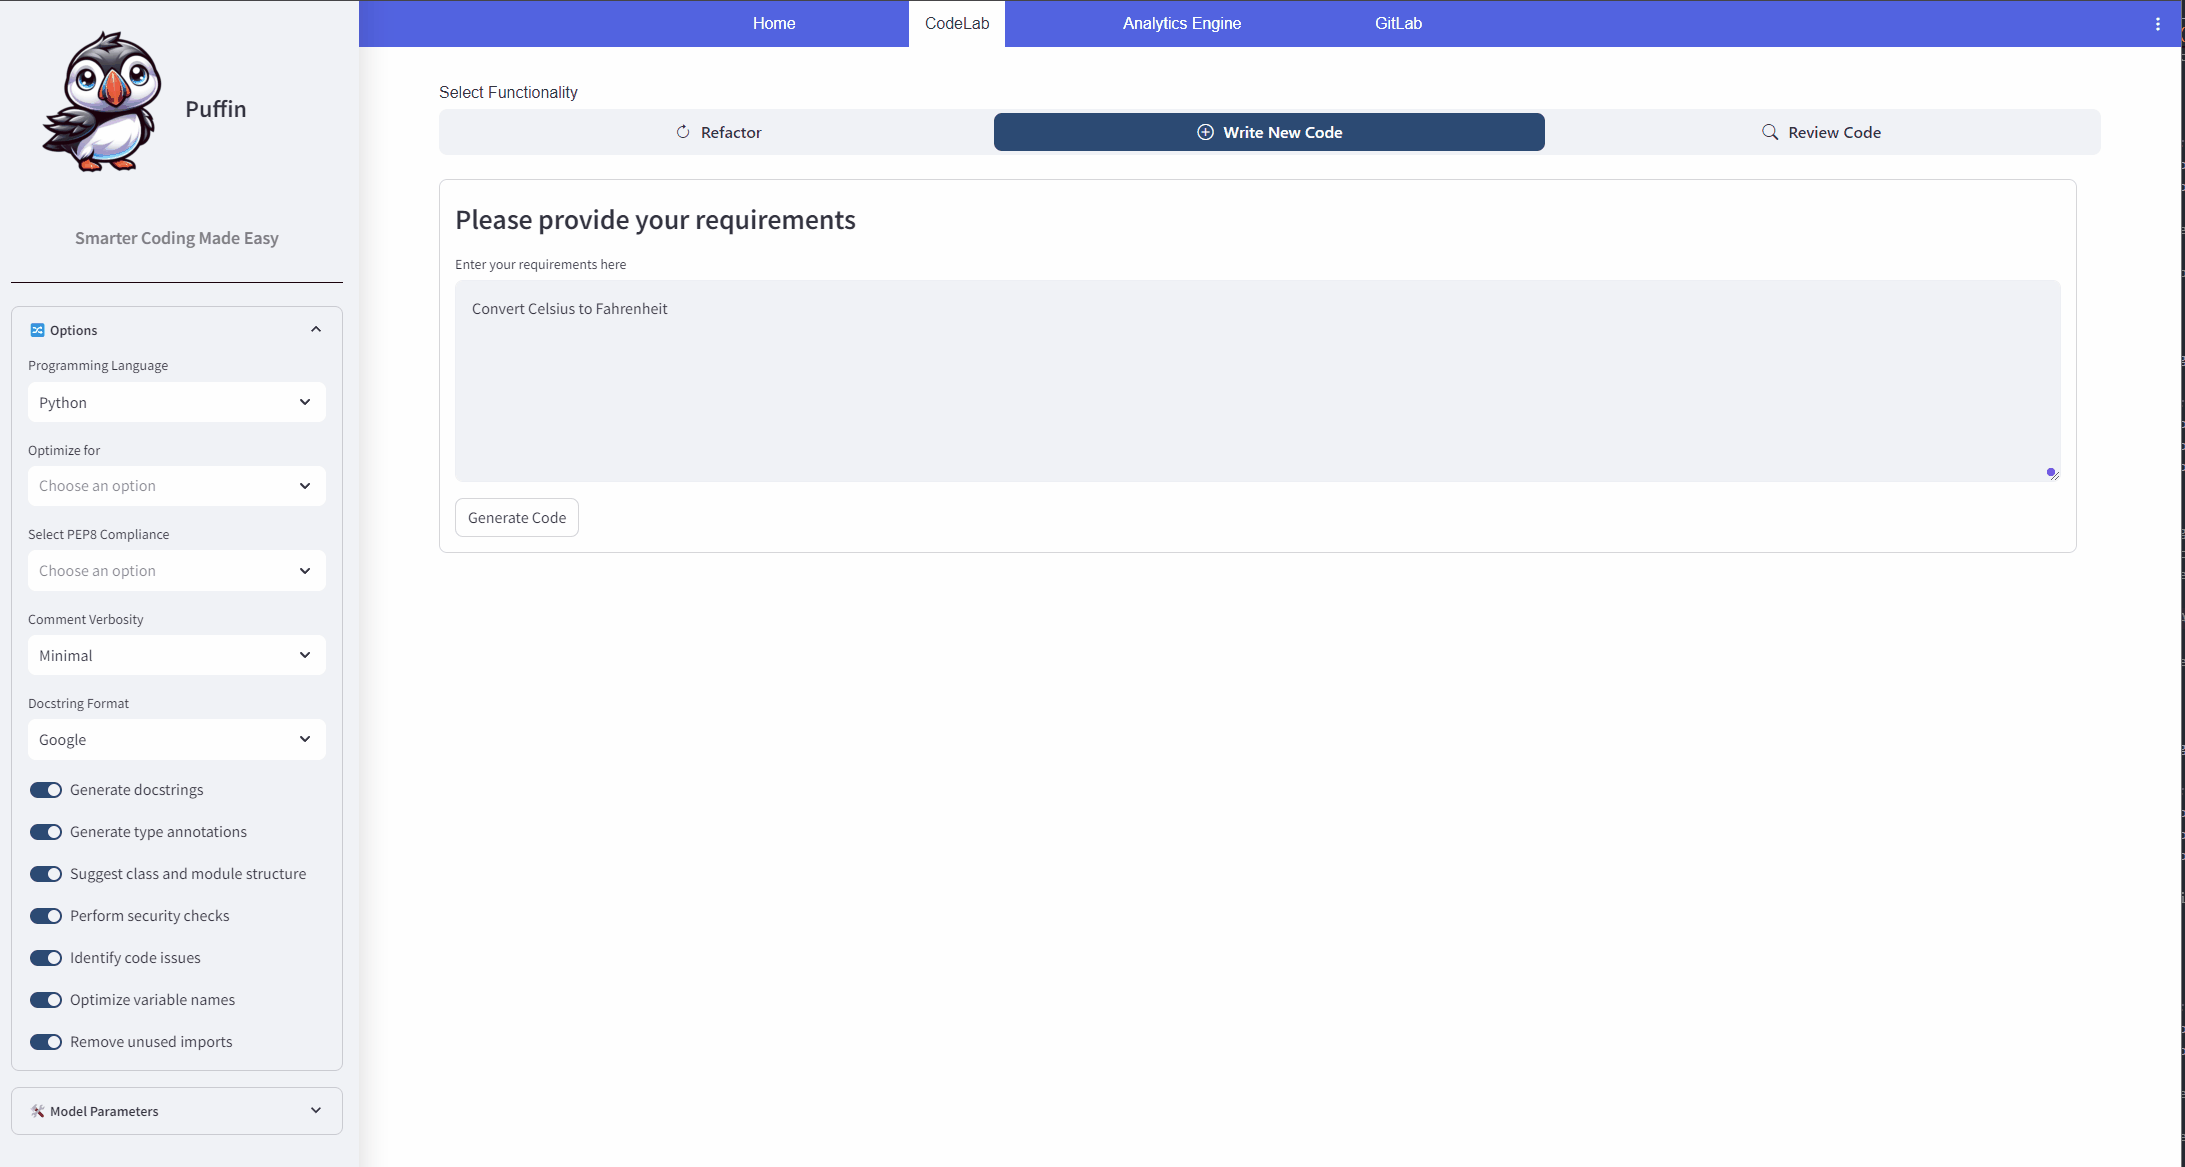 Puffin
Smarter Coding Made Easy
Options
Programming Language
Python
Optimize for
Choose an option
Select PEP8 Compliance
Choose an option
Comment Verbosity
Minimal
Docstring Format
Google
Generate docstrings
Generate type annotations
Suggest class and module structure
Perform security checks
Identify code issues
Optimize variable names
Remove unused imports
Model Parameters
Home CodeLab Analytics Engine GitLab
Select Functionality
Refactor Write New Code Review Code
Please provide your requirements
Enter your requirements here
Convert Celsius to Fahrenheit
Generate Code